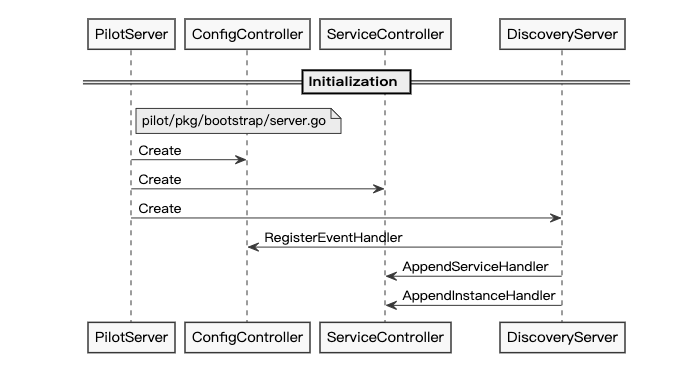 PilotServer ConfigController ServiceController DiscoveryServer
Initialization
pilot/pkg/bootstrap/server.go
Create
Create
Create
RegisterEventHandler
AppendServiceHandler
AppendInstanceHandler
PilotServer ConfigController ServiceController DiscoveryServer